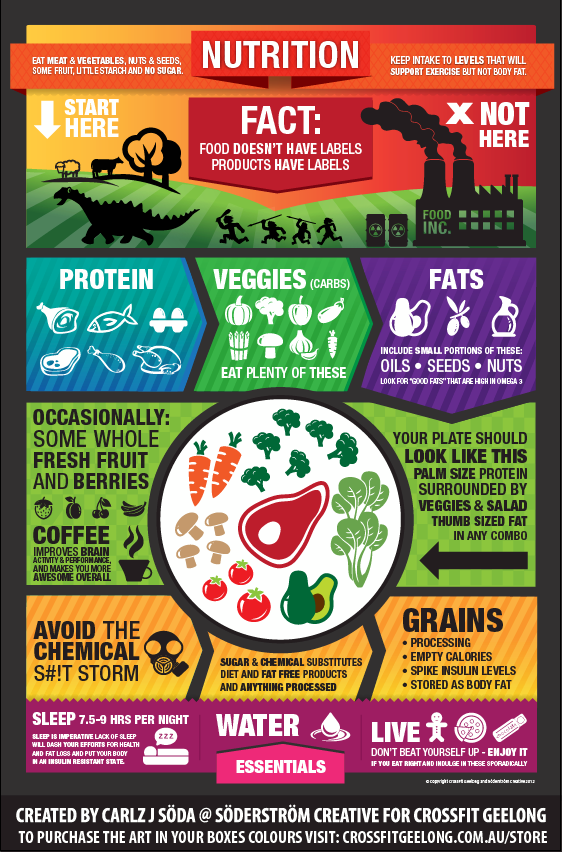 NUTRITION
EAT MEAT & VEGETABLES, NUTS & SEEDS,
SOME FRUIT, LITTLE STARCH AND NO SUGAR.
KEEP INTAKE TO LEVELS THAT WILL
SUPPORT EXERCISE BUT NOT BODY FAT.
START
HERE
FACT:
FOOD DOESN'T HAVE LABELS
PRODUCTS HAVE LABELS
X NOT
HERE
FOOD
INC.
PROTEIN
VEGGIES (CARBS)
EAT PLENTY OF THESE
FATS
INCLUDE SMALL PORTIONS OF THESE:
OILS • SEEDS • NUTS
LOOK FOR "GOOD FATS" THAT ARE HIGH IN OMEGA 3
OCCASIONALLY:
SOME WHOLE
FRESH FRUIT
AND BERRIES
COFFEE
IMPROVES BRAIN
ACTIVITY & PERFORMANCE,
AND MAKES YOU MORE
AWESOME OVERALL
YOUR PLATE SHOULD
LOOK LIKE THIS
PALM SIZE PROTEIN
SURROUNDED BY
VEGGIES & SALAD
THUMB SIZED FAT
IN ANY COMBO
AVOID THE
CHEMICAL
S#!T STORM
SUGAR & CHEMICAL SUBSTITUTES
DIET AND FAT FREE PRODUCTS
AND ANYTHING PROCESSED
GRAINS
• PROCESSING
• EMPTY CALORIES
• SPIKE INSULIN LEVELS
• STORED AS BODY FAT
SLEEP 7.5-9 HRS PER NIGHT
SLEEP IS IMPERATIVE LACK OF SLEEP
WILL DASH YOUR EFFORTS FOR HEALTH
AND FAT LOSS AND PUT YOUR BODY
IN AN INSULIN RESISTANT STATE.
ZZZ
WATER
ESSENTIALS
LIVE
DON'T BEAT YOURSELF UP - ENJOY IT
IF YOU EAT RIGHT AND INDULGE IN THESE SPORADICALLY
© copyright crossfit geelong and söderström creative 2012
CREATED BY CARLZ J SÖDA @ SÖDERSTRÖM CREATIVE FOR CROSSFIT GEELONG
TO PURCHASE THE ART IN YOUR BOXES COLOURS VISIT: CROSSFITGEELONG.COM.AU/STORE